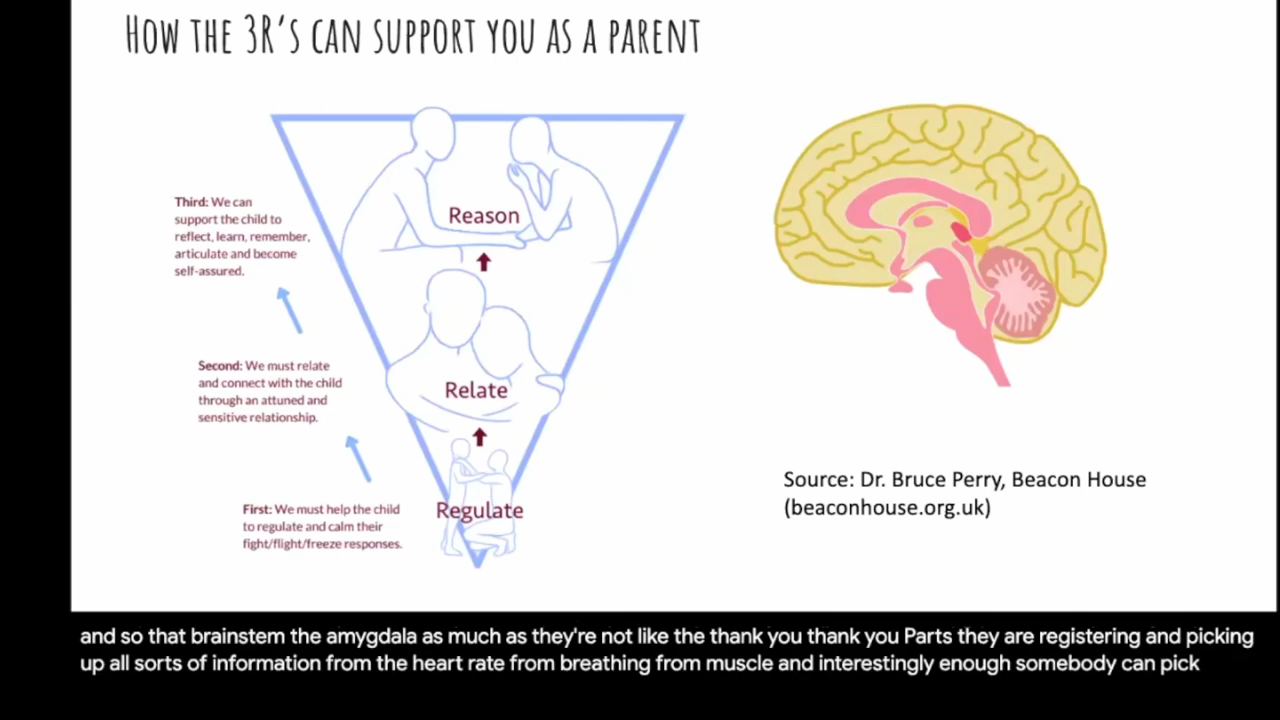 HOW THE 3R'S CAN SUPPORT YOU AS A PARENT
Third: We can
support the child to
reflect, learn, remember,
articulate and become
self-assured.
Reason
Second: We must relate
and connect with the child
through an attuned and
sensitive relationship.
Relate
First: We must help the child
to regulate and calm their
fight/flight/freeze responses.
Regulate
Source: Dr. Bruce Perry, Beacon House
(beaconhouse.org.uk)
and so that brainstem the amygdala as much as they're not like the thank you thank you Parts they are registering and picking
up all sorts of information from the heart rate from breathing from muscle and interestingly enough somebody can pick